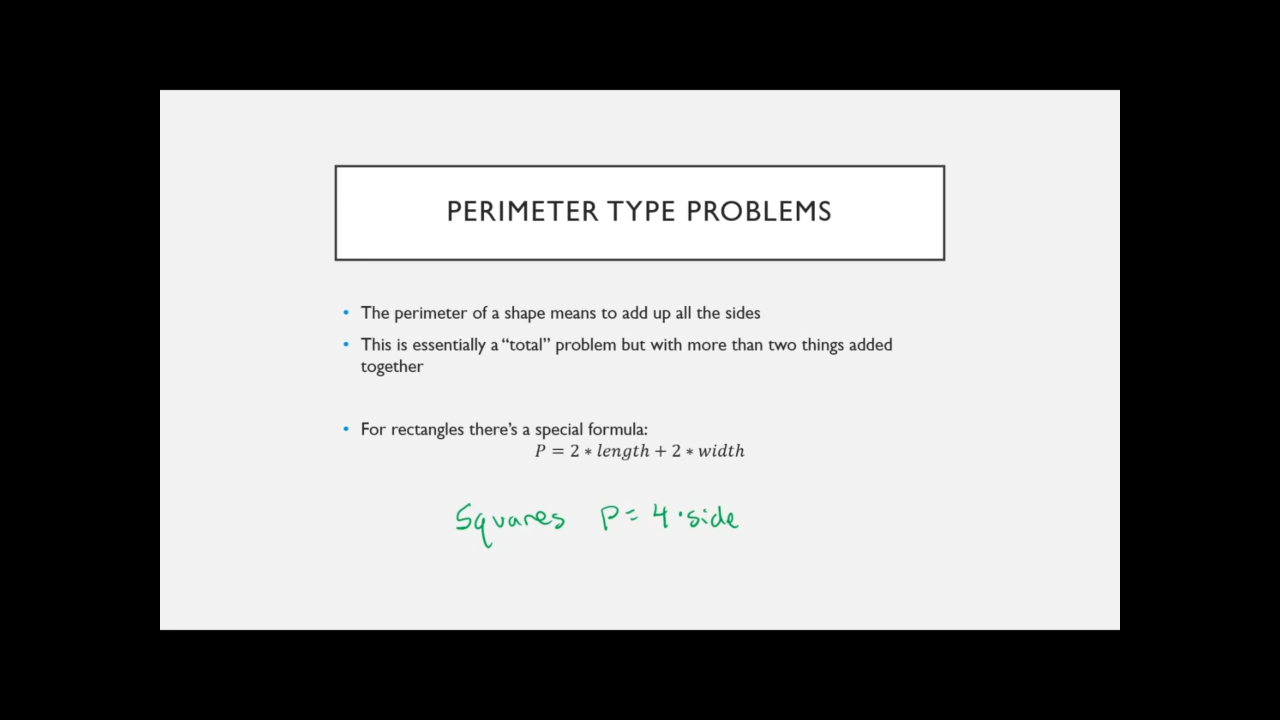 PERIMETER TYPE PROBLEMS
• The perimeter of a shape means to add up all the sides
• This is essentially a “total” problem but with more than two things added
together
• For rectangles there’s a special formula:
P = 2 ∗ length + 2 ∗ width
Squares P = 4 · side